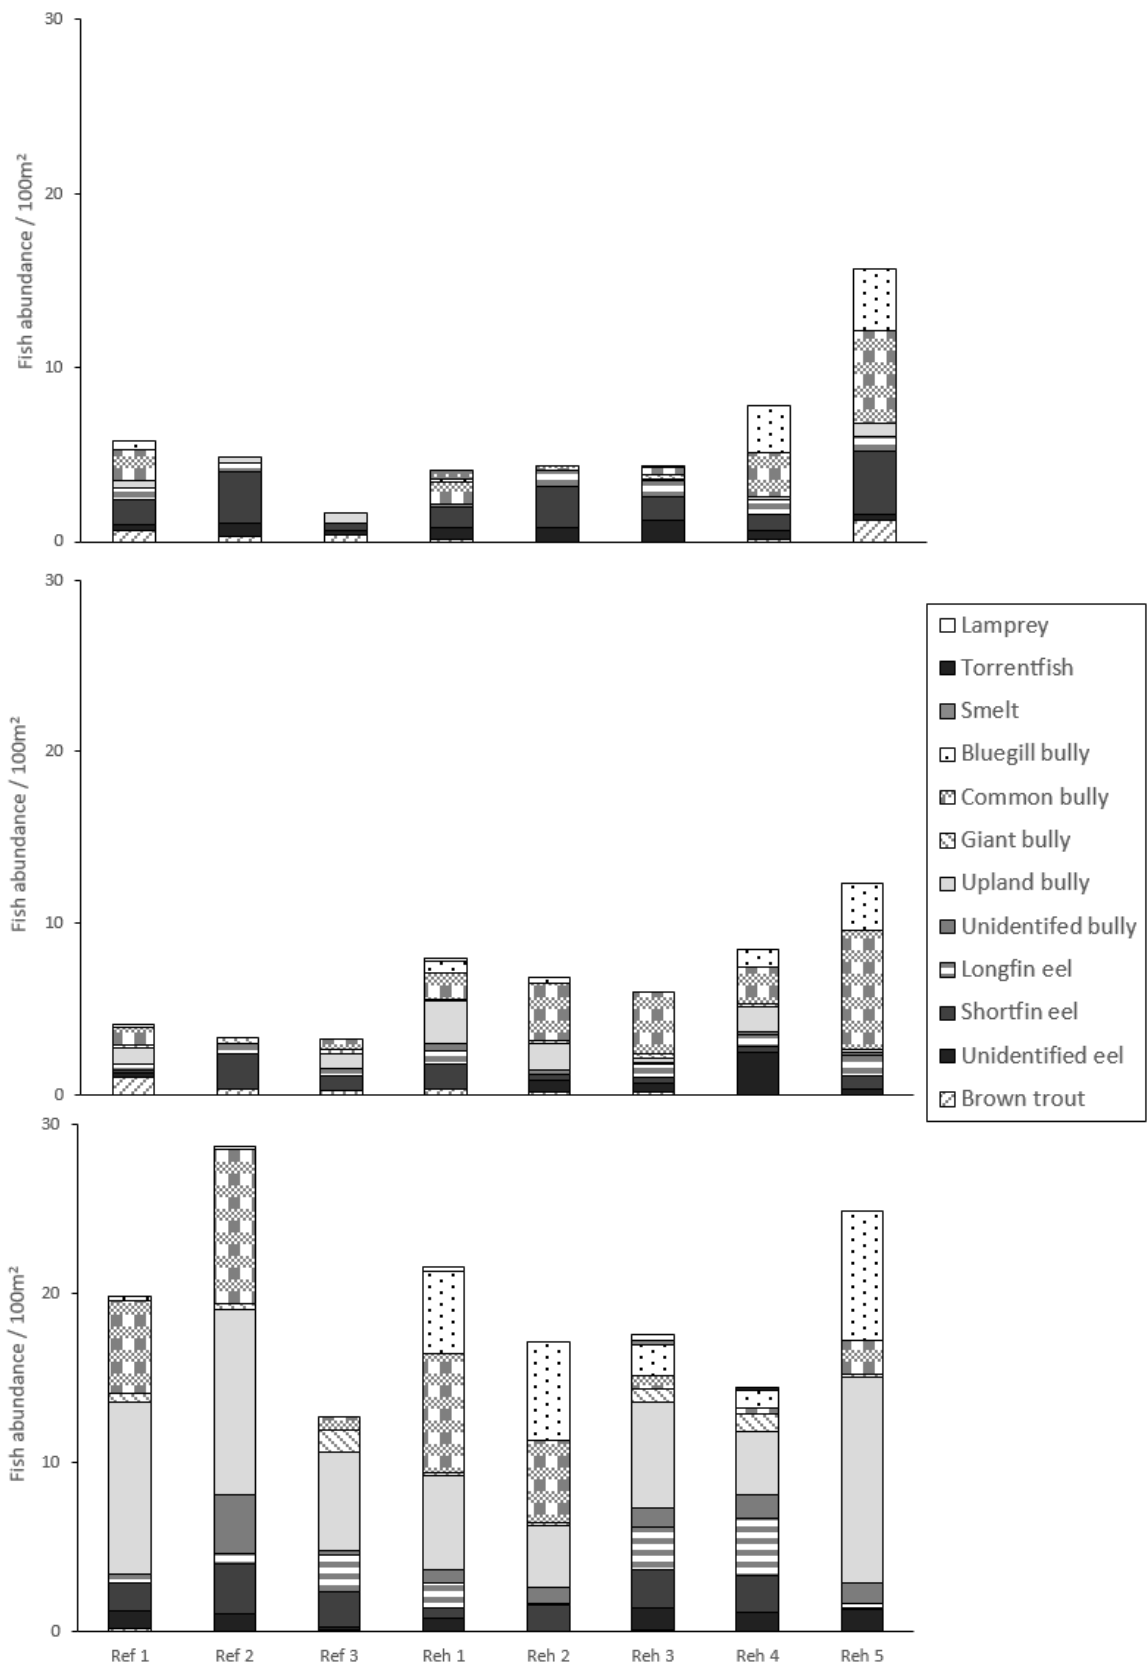 30
20
10
0
Fish abundance / 100m²
30
20
10
0
Fish abundance / 100m²
Lamprey
Torrentfish
Smelt
Bluegill bully
Common bully
Giant bully
Upland bully
Unidentifed bully
Longfin eel
Shortfin eel
Unidentified eel
Brown trout
30
20
10
0
Fish abundance / 100m²
Ref 1 Ref 2 Ref 3 Reh 1 Reh 2 Reh 3 Reh 4 Reh 5